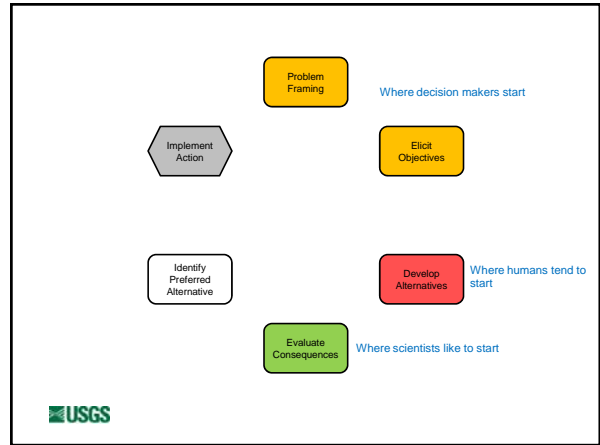 Problem
Framing
Where decision makers start
Implement
Action
Elicit
Objectives
Identify
Preferred
Alternative
Develop
Alternatives
Where humans tend to
start
Evaluate
Consequences
Where scientists like to start
USGS